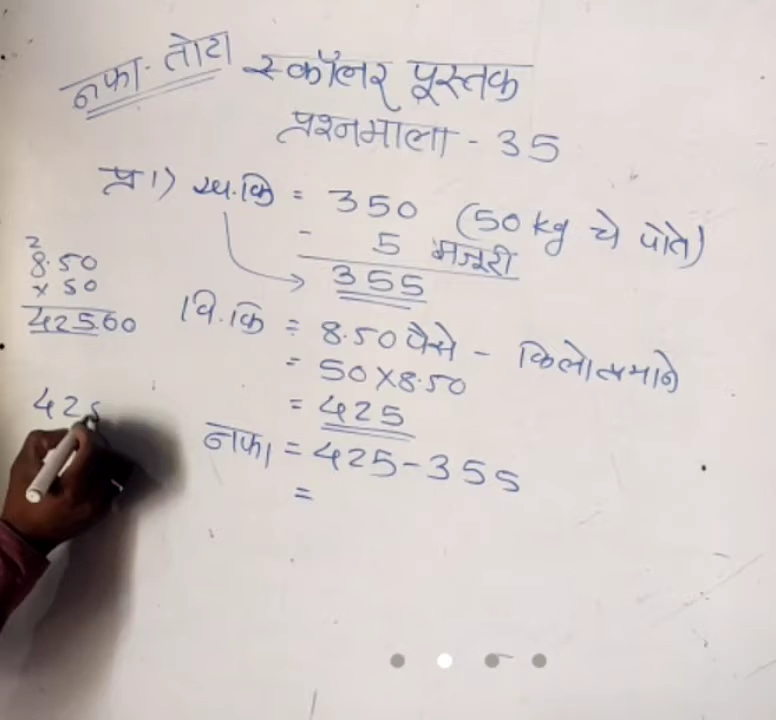 नफा-तोटा
स्कॉलर पूस्तक
प्रश्नमाला - 35
प्र।) ख.कि = 350 (50 kg चे पोते)
- 5 मजूरी
355
वि.कि = 8.50 पैसे - किलोप्रमाने
= 50×8.50
= 425
नफा = 425-355
=
2
8.50
× 50
425.00
425